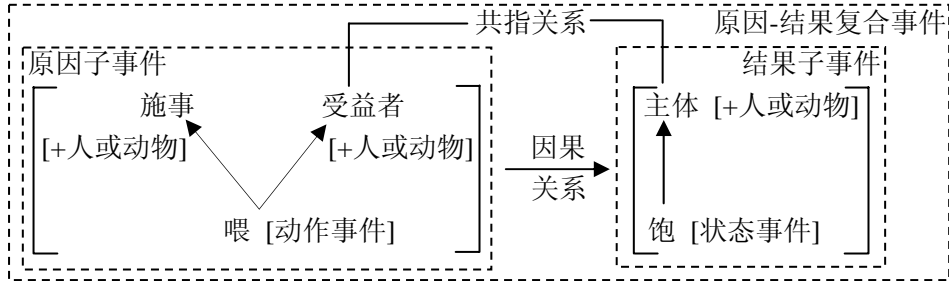 共指关系 原因-结果复合事件
原因子事件 结果子事件
施事 受益者 主体 [+人或动物]
[+人或动物] [+人或动物] 因果
关系
喂 [动作事件] 饱 [状态事件]